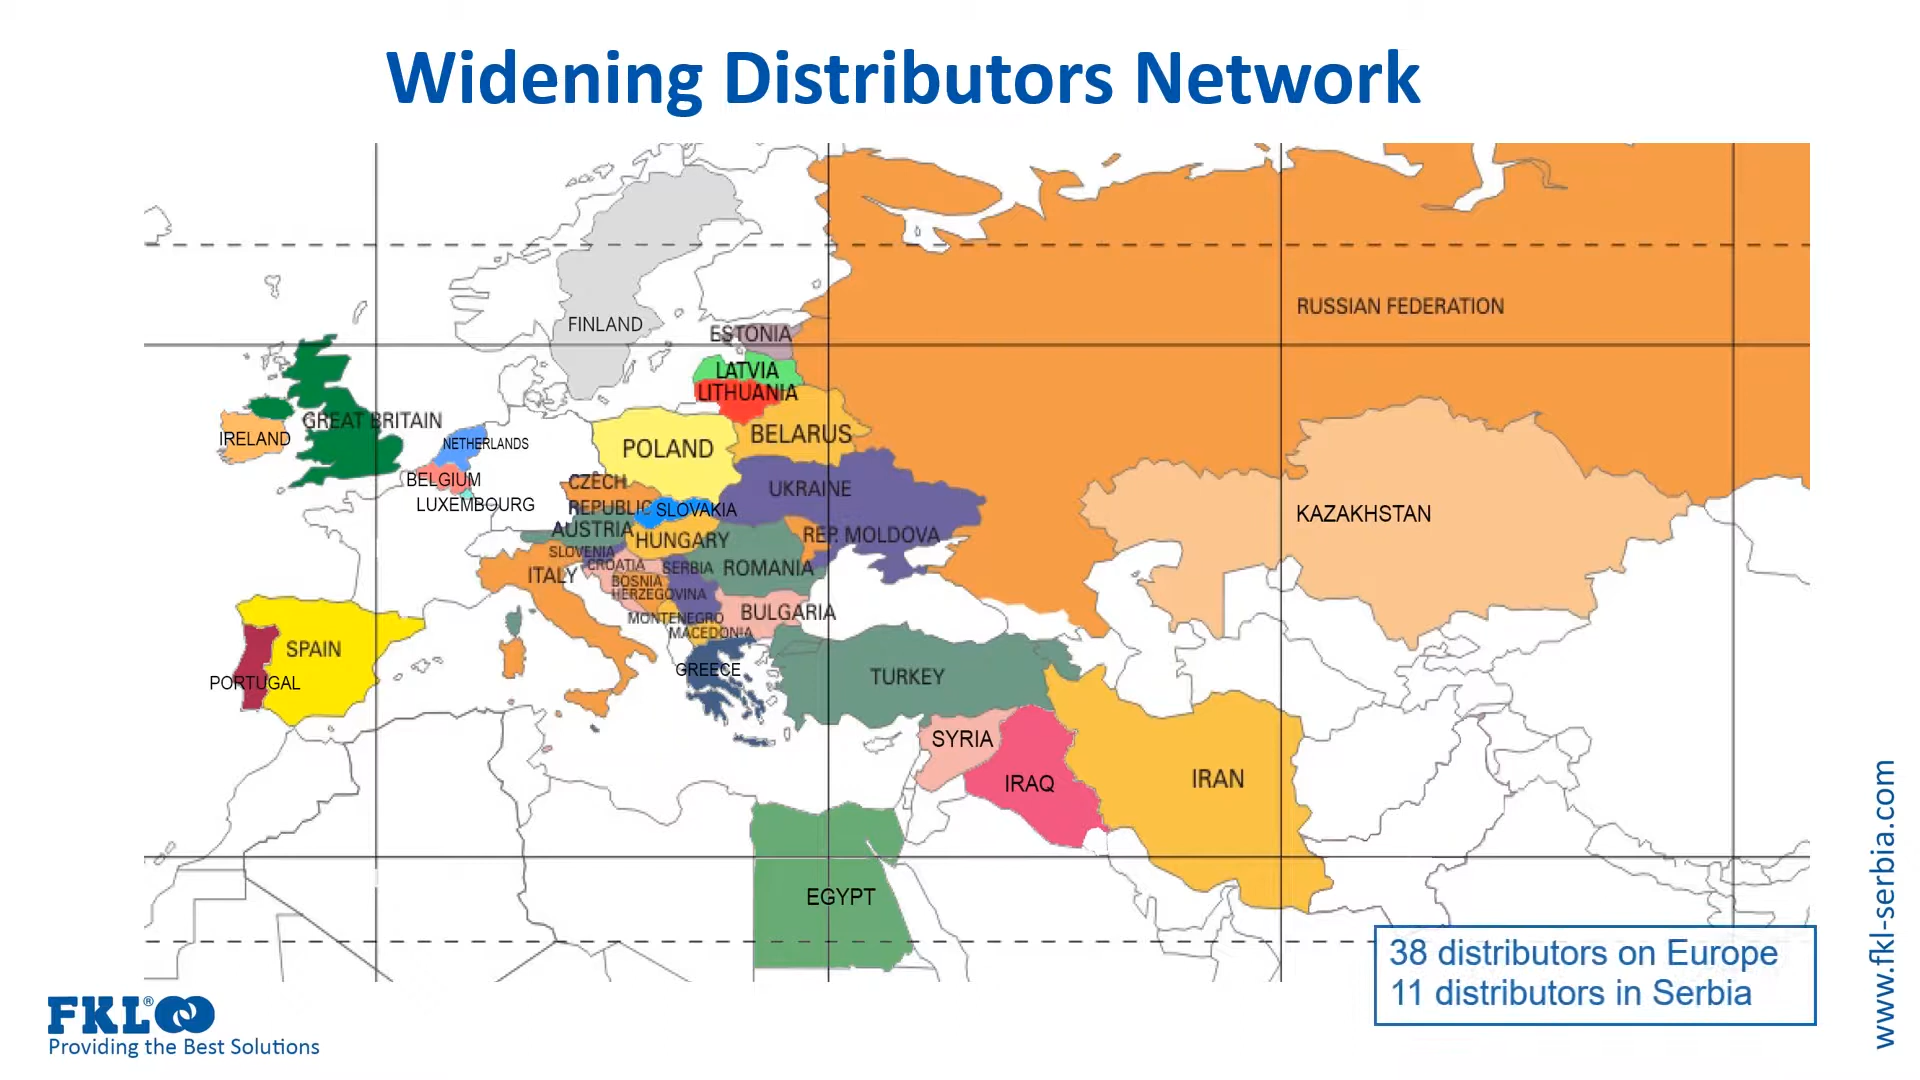 Widening Distributors Network
RUSSIAN FEDERATION
FINLAND
ESTONIA
LATVIA
LITHUANIA
GREAT BRITAIN
IRELAND
NETHERLANDS
BELARUS
POLAND
BELGIUM
LUXEMBOURG
CZECH
REPUBLIC
SLOVAKIA
UKRAINE
KAZAKHSTAN
AUSTRIA
HUNGARY
REP. MOLDOVA
SLOVENIA
CROATIA
SERBIA
ROMANIA
ITALY
BOSNIA
HERZEGOVINA
MONTENEGRO
BULGARIA
MACEDONIA
SPAIN
GREECE
TURKEY
PORTUGAL
SYRIA
IRAQ
IRAN
EGYPT
38 distributors on Europe
11 distributors in Serbia
FKL®
Providing the Best Solutions
www.fkl-serbia.com